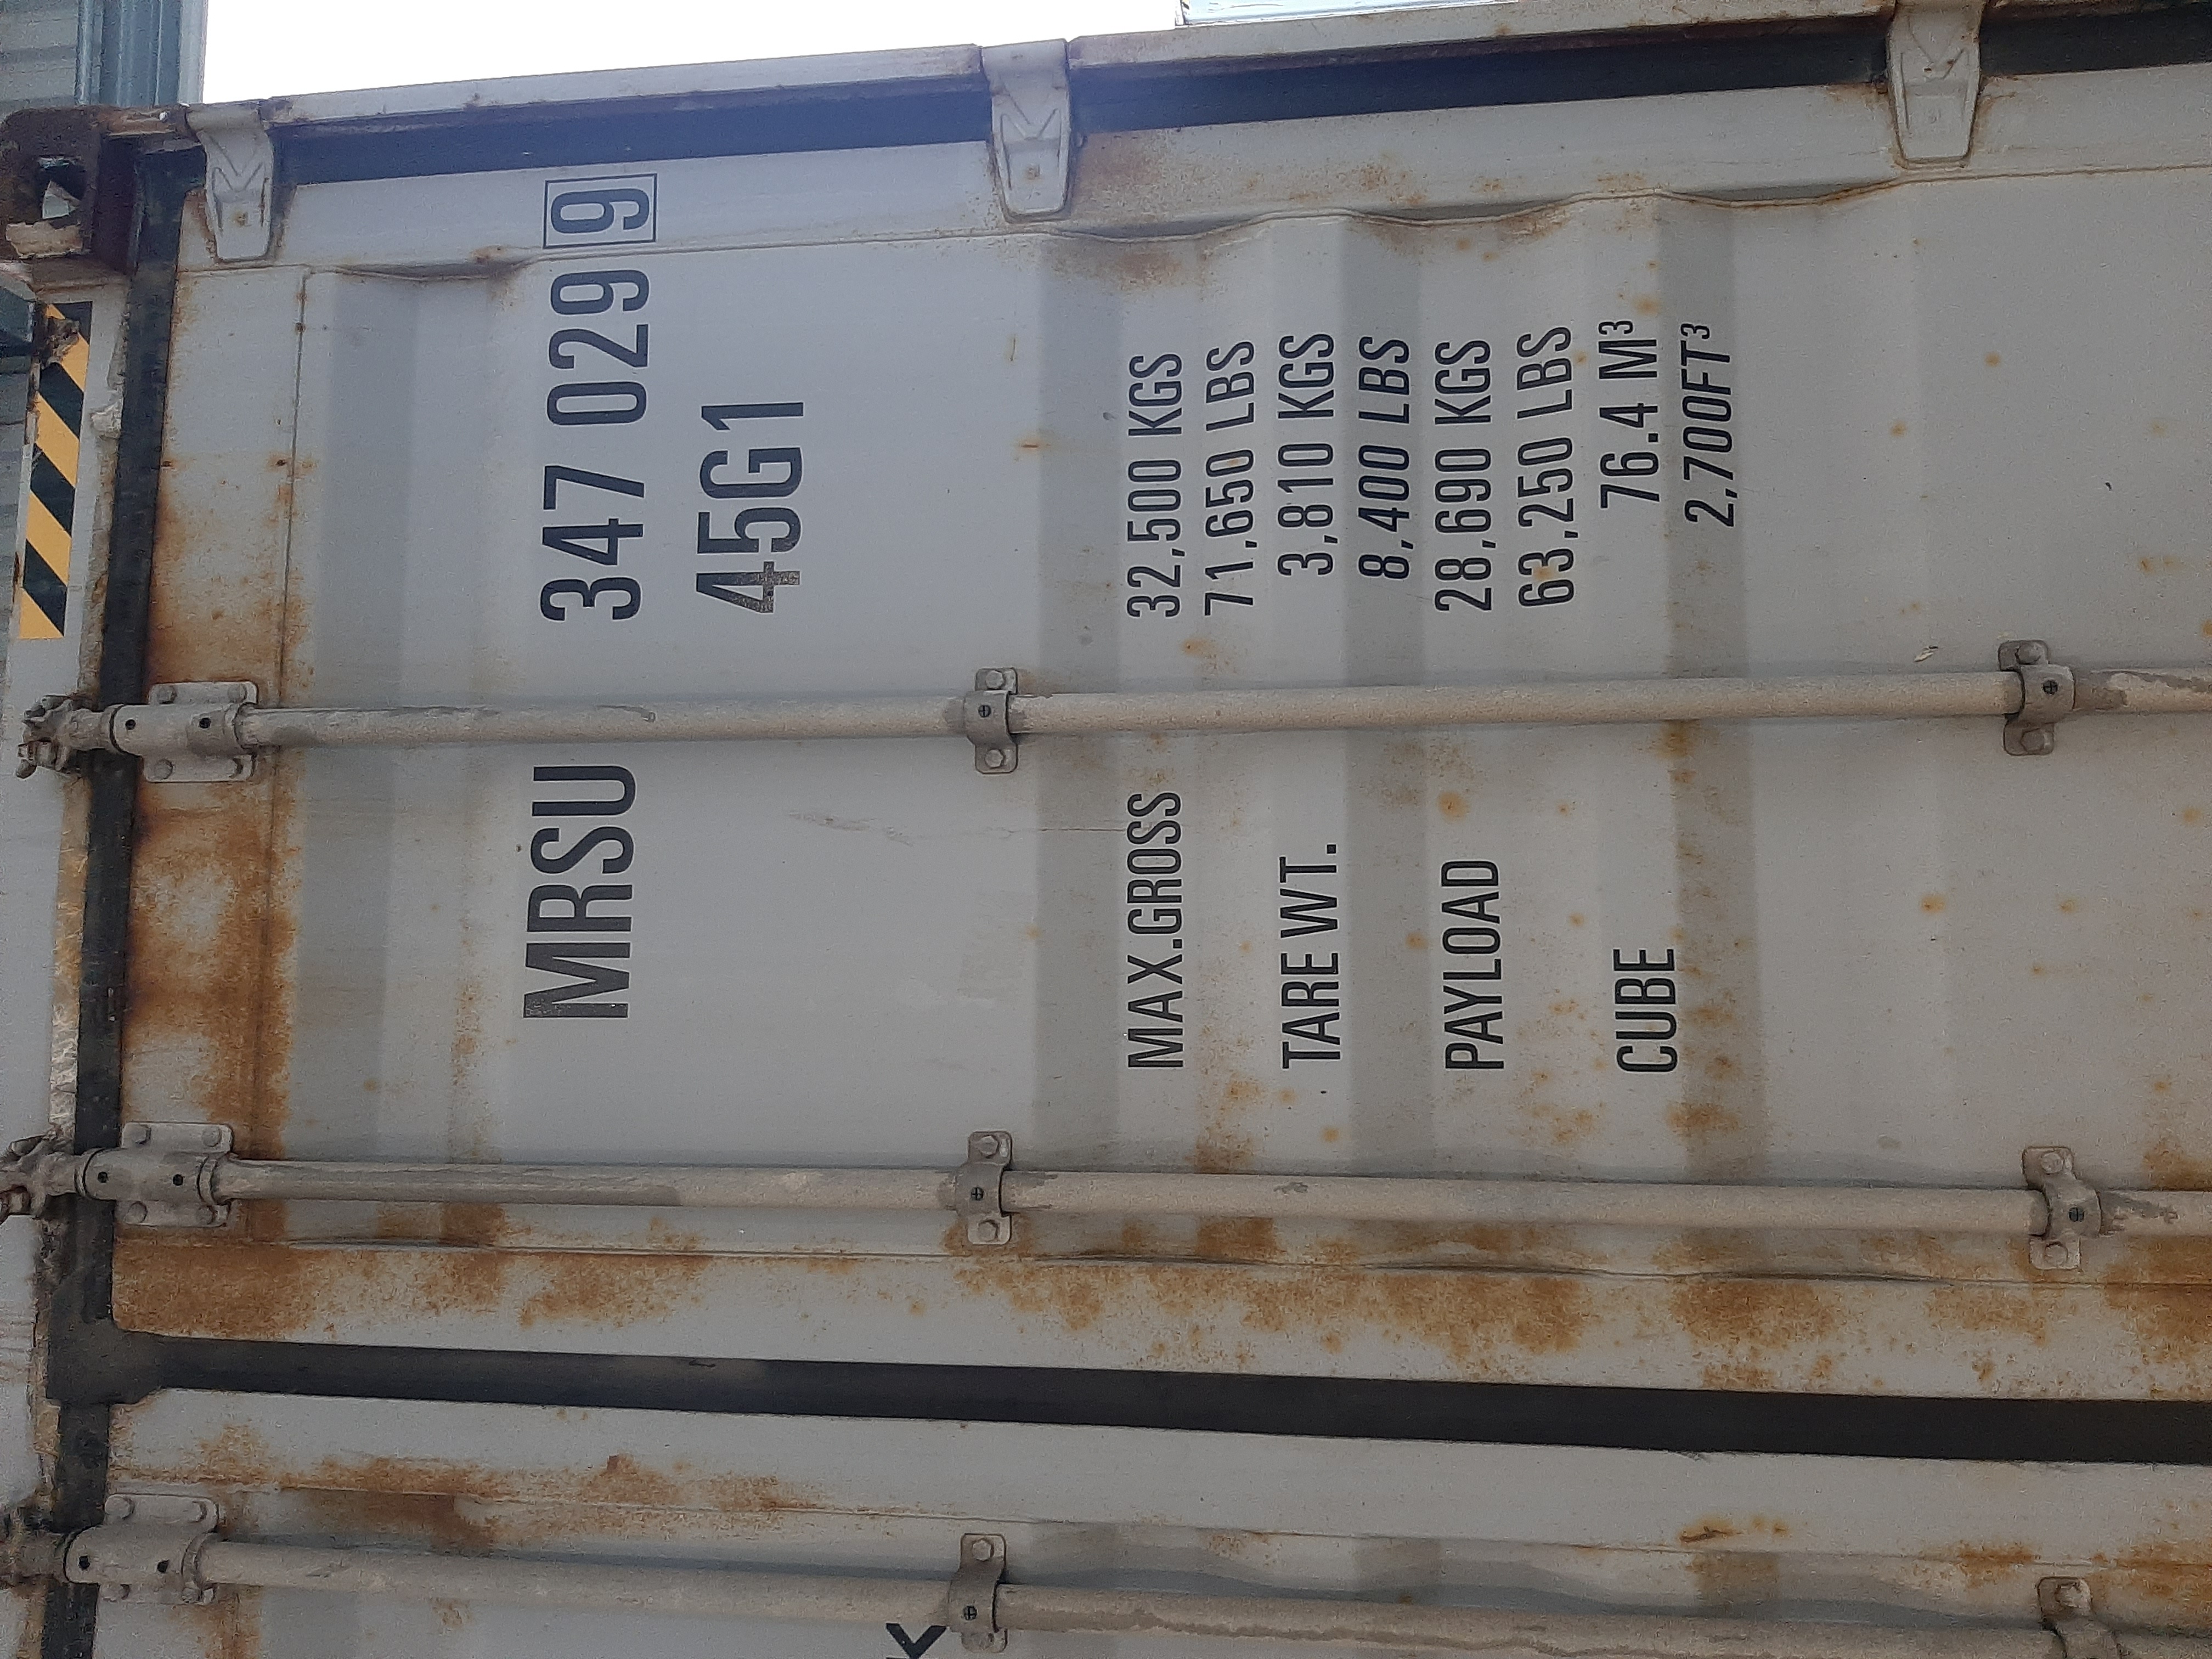 MRSU 347 029 9
45G1
MAX.GROSS 32,500 KGS
71,650 LBS
TARE WT. 3,810 KGS
8,400 LBS
PAYLOAD 28,690 KGS
63,250 LBS
CUBE 76.4 M³
2,700FT³